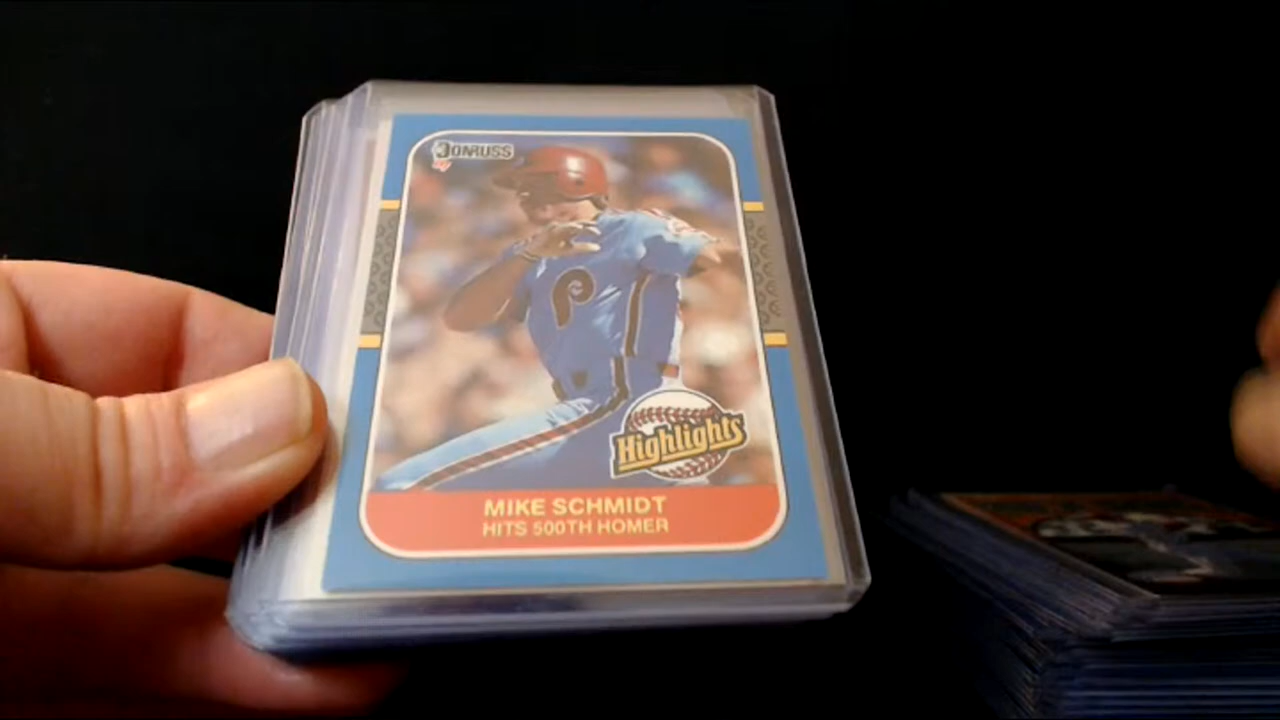 DONRUSS
P
Highlights
MIKE SCHMIDT
HITS 500TH HOMER